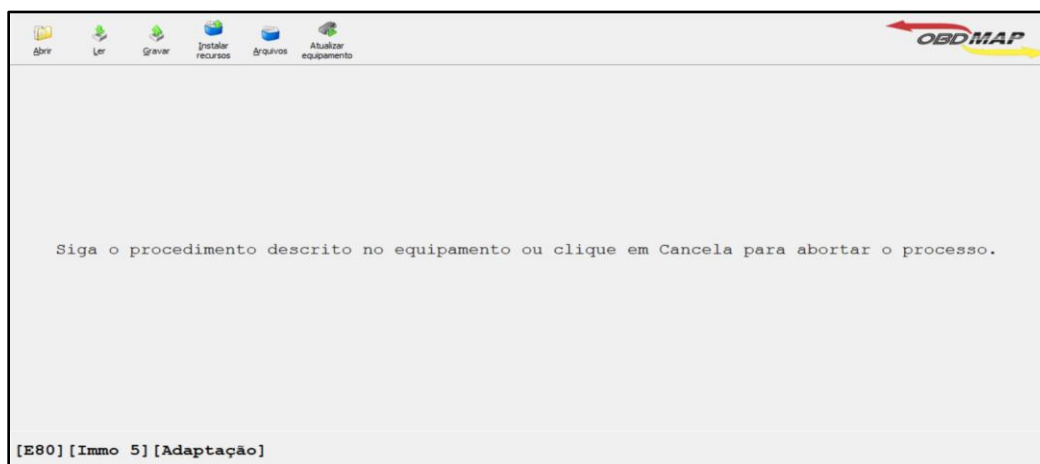 Abrir
Ler
Gravar
Instalar recursos
Arquivos
Atualizar equipamento
OBDMAP
Siga o procedimento descrito no equipamento ou clique em Cancela para abortar o processo.
[E80][Immo 5][Adaptação]